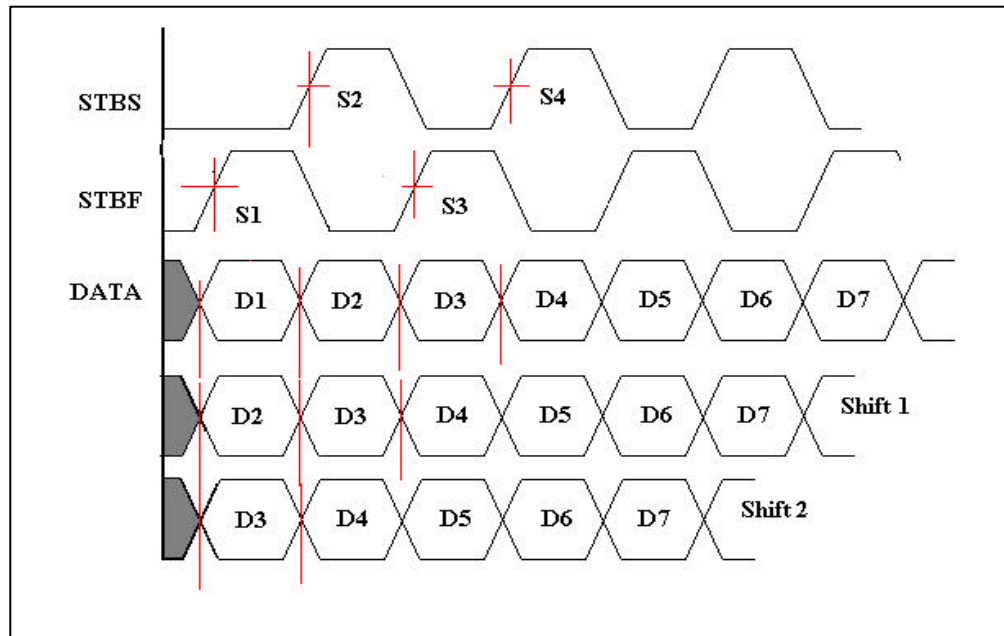 STBS
S2
S4
STBF
S1
S3
DATA
D1 D2 D3 D4 D5 D6 D7
D2 D3 D4 D5 D6 D7 Shift 1
D3 D4 D5 D6 D7 Shift 2